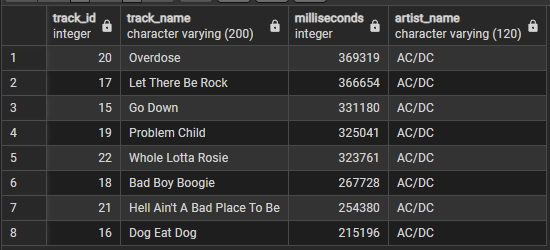 track_id track_name milliseconds artist_name
integer character varying (200) integer character varying (120)
1 20 Overdose 369319 AC/DC
2 17 Let There Be Rock 366654 AC/DC
3 15 Go Down 331180 AC/DC
4 19 Problem Child 325041 AC/DC
5 22 Whole Lotta Rosie 323761 AC/DC
6 18 Bad Boy Boogie 267728 AC/DC
7 21 Hell Ain't A Bad Place To Be 254380 AC/DC
8 16 Dog Eat Dog 215196 AC/DC